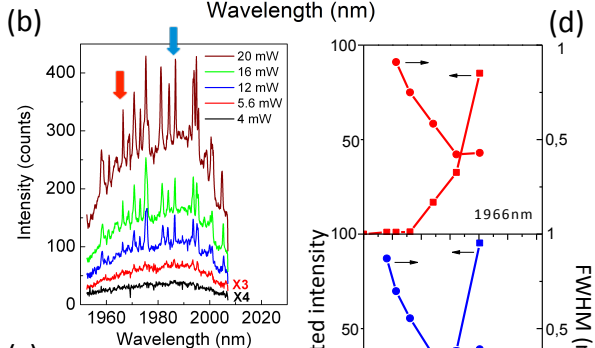 Wavelength (nm)
(b)
(d)
Intensity (counts)
400
300
200
100
0
20 mW
16 mW
12 mW
5.6 mW
4 mW
X3
X4
1960
1980
2000
2020
Wavelength (nm)
100
50
1
0.5
1966nm
100
50
1
0.5
ted intensity
FWHM (